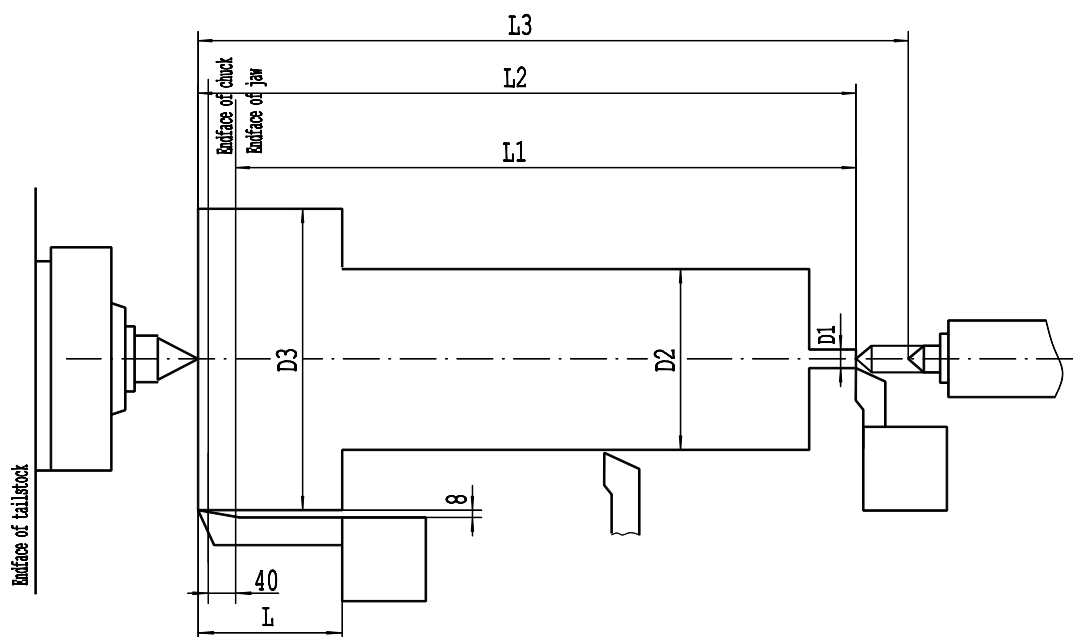 L3
Endface of chuck
Endface of jaw
L2
L1
D1
D3
D2
8
Endface of tailstock
40
L